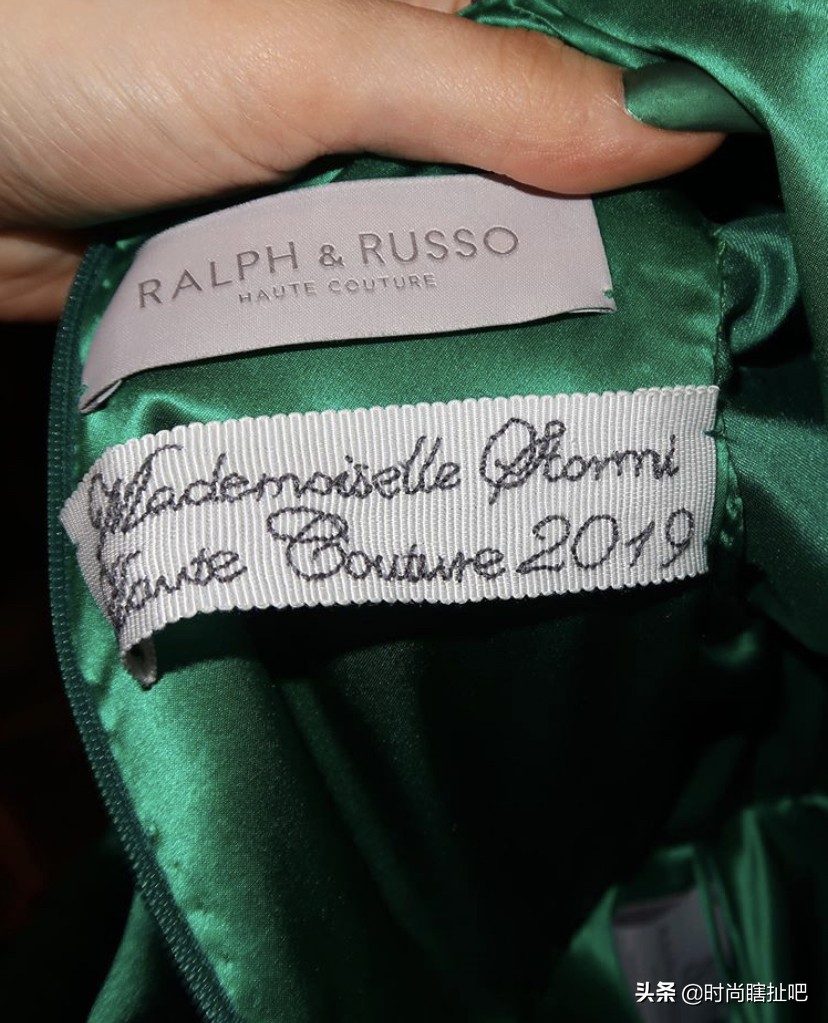 RALPH & RUSSO
HAUTE COUTURE
Mademoiselle Stormi
Haute Couture 2019
头条 @时尚瞎扯吧